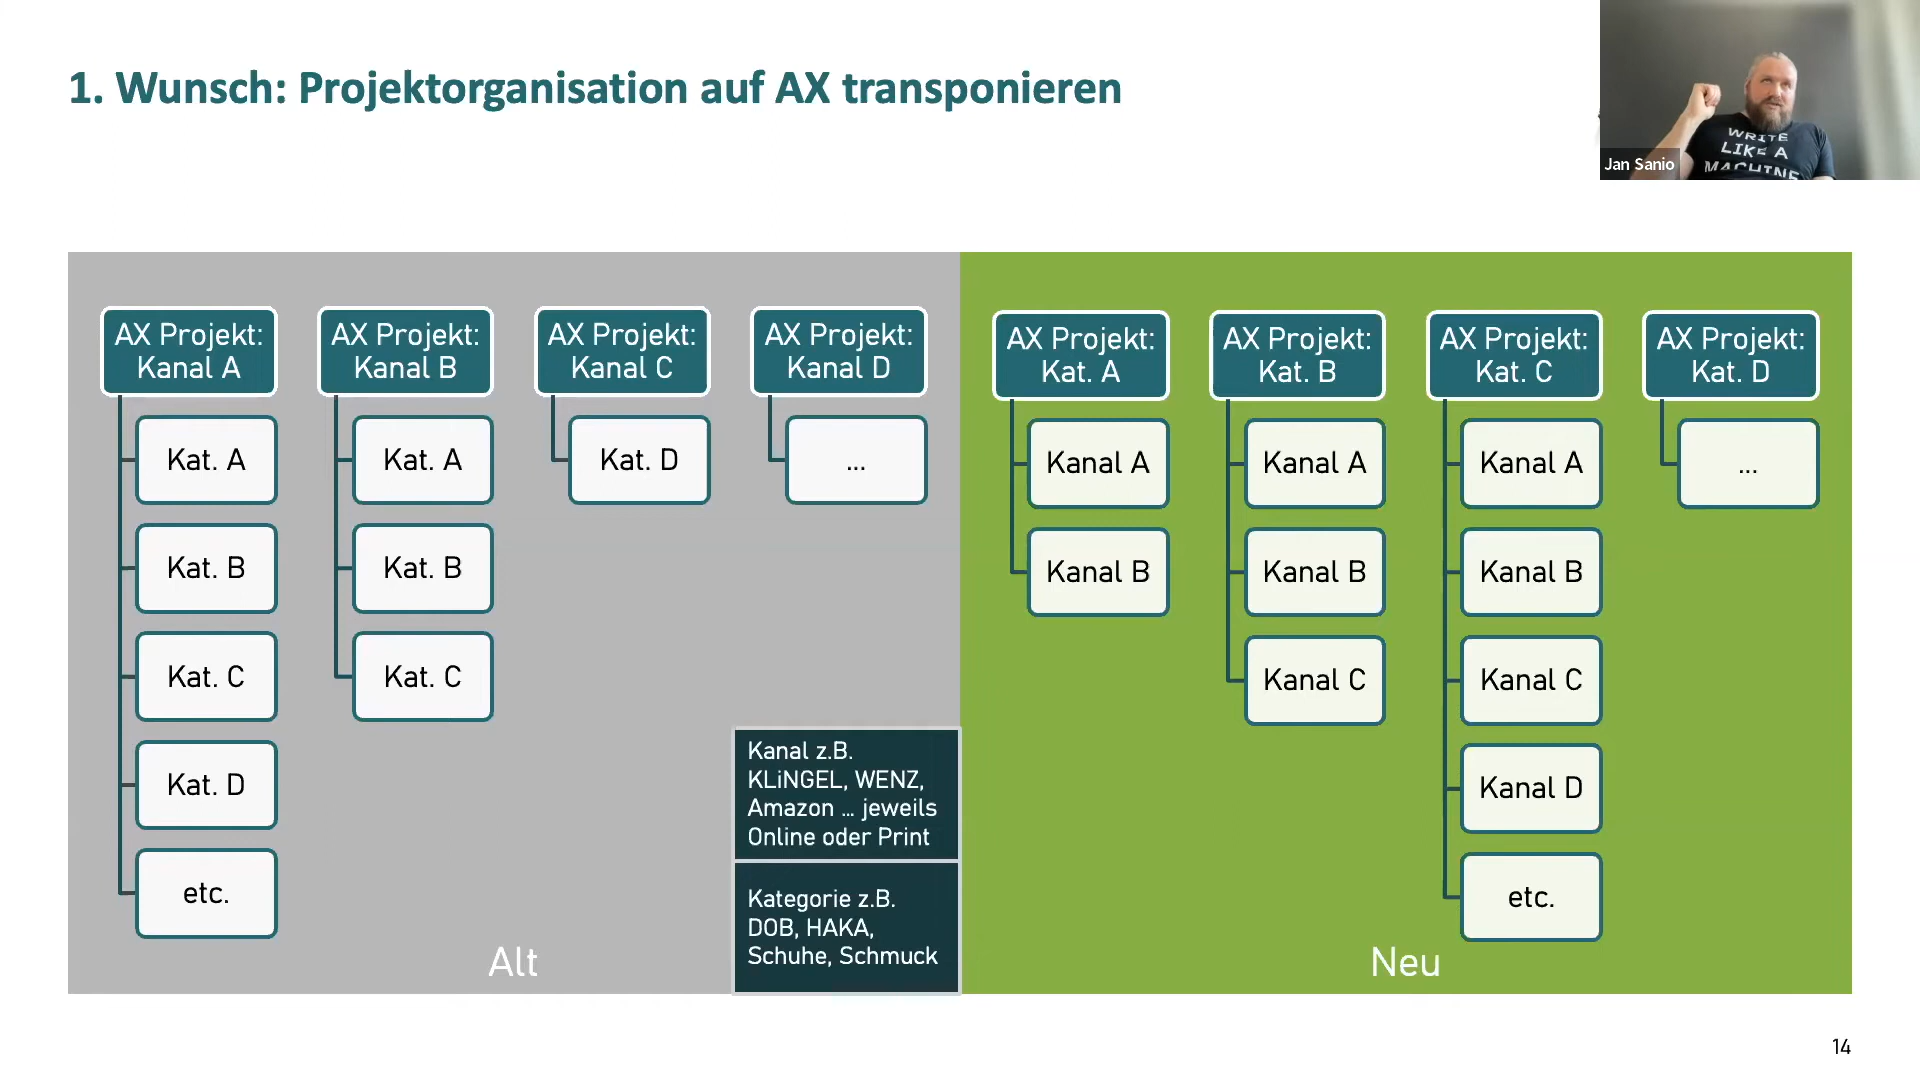 1. Wunsch: Projektorganisation auf AX transponieren
WRITE
LIKE A
MACHINE
Jan Sanio
AX Projekt:
Kanal A
Kat. A
Kat. B
Kat. C
Kat. D
etc.
AX Projekt:
Kanal B
Kat. A
Kat. B
Kat. C
AX Projekt:
Kanal C
Kat. D
AX Projekt:
Kanal D
...
Kanal z.B.
KLiNGEL, WENZ,
Amazon ... jeweils
Online oder Print
Kategorie z.B.
DOB, HAKA,
Schuhe, Schmuck
Alt
AX Projekt:
Kat. A
Kanal A
Kanal B
AX Projekt:
Kat. B
Kanal A
Kanal B
Kanal C
AX Projekt:
Kat. C
Kanal A
Kanal B
Kanal C
Kanal D
etc.
AX Projekt:
Kat. D
...
Neu
14